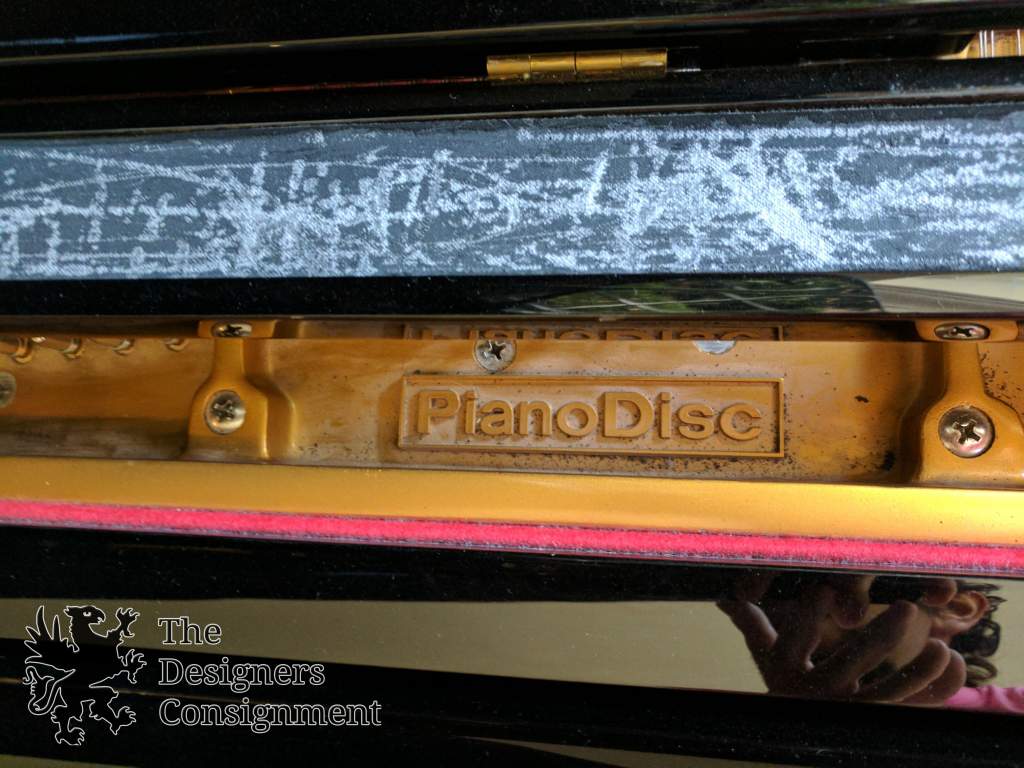 PianoDisc
The
Designers
Consignment